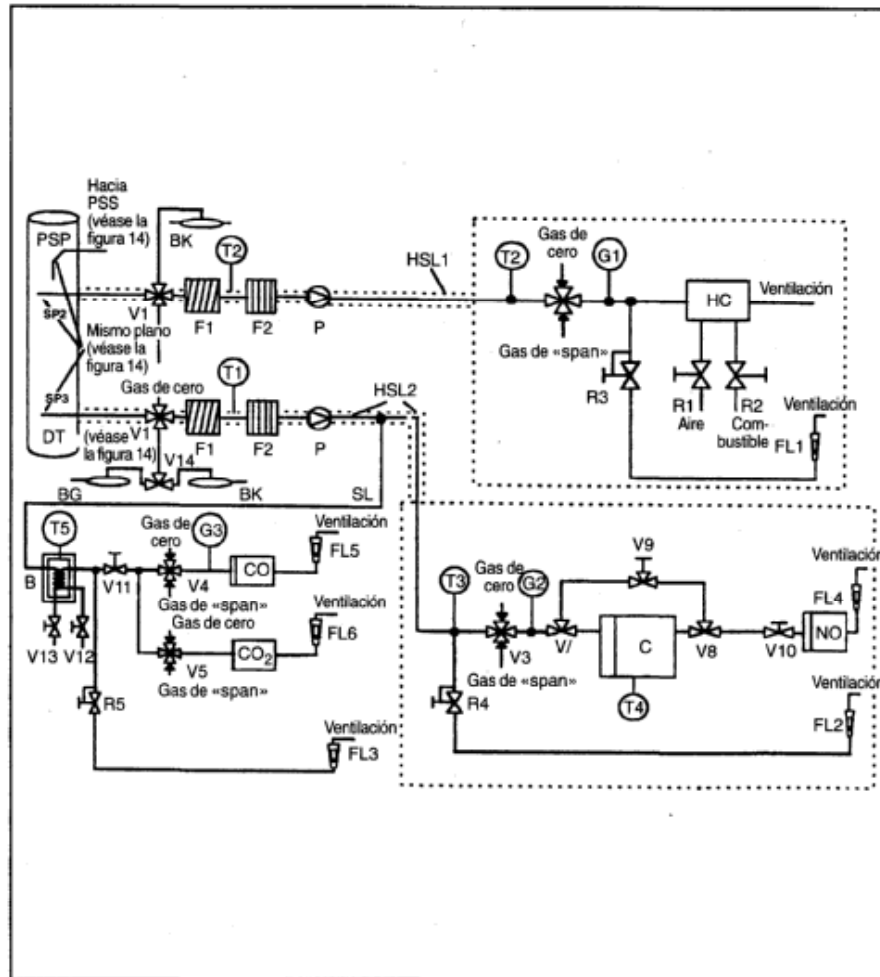 Hacia
PSS
(véase la
figura 14)
PSP
BK
T2
HSL1
V1
F1
F2
P
SP2
Mismo plano
(véase la
figura 14)
SP3
Gas de cero
T1
HSL2
DT
(véase
la figura 14)
V1
F1
F2
P
V14
BG
BK
SL
T2
Gas de
cero
G1
HC
Ventilación
Gas de «span»
R3
R1
Aire
R2
Com-
bustible
Ventilación
FL1
T5
B
V13
V12
V11
Gas de
cero
G3
V4
CO
Ventilación
FL5
Gas de «span»
Gas de cero
V5
CO2
Ventilación
FL6
Gas de «span»
R5
Ventilación
FL3
T3
Gas de
cero
G2
V3
Gas de «span»
V/
V9
C
T4
V8
V10
NO
Ventilación
FL4
R4
Ventilación
FL2